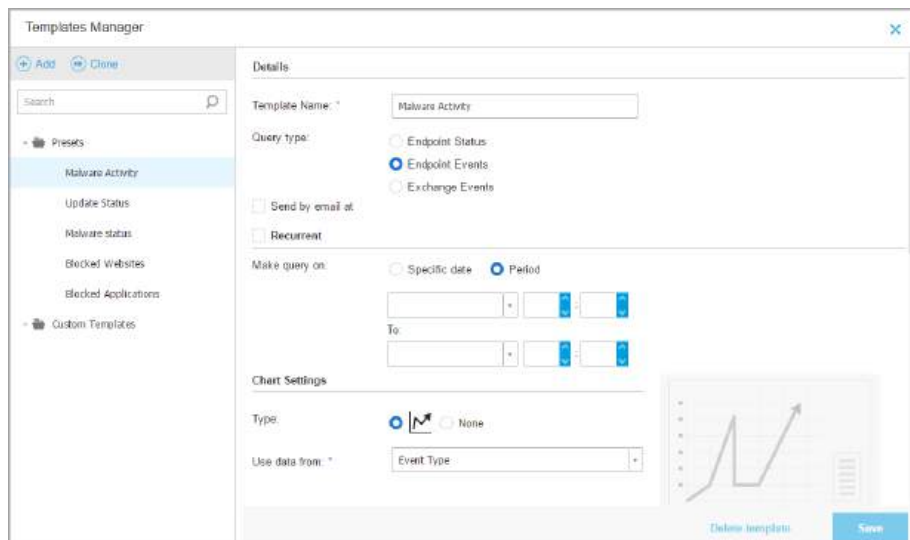 Templates Manager
Add Clone
Search
Presets
Malware Activity
Update Status
Malware status
Blocked Websites
Blocked Applications
Custom Templates
Details
Template Name: *
Malware Activity
Query type:
Endpoint Status
Endpoint Events
Exchange Events
Send by email at
Recurrent
Make query on:
Specific date
Period
:
To:
:
Chart Settings
Type:
None
Use data from: *
Event Type
Delete template
Save